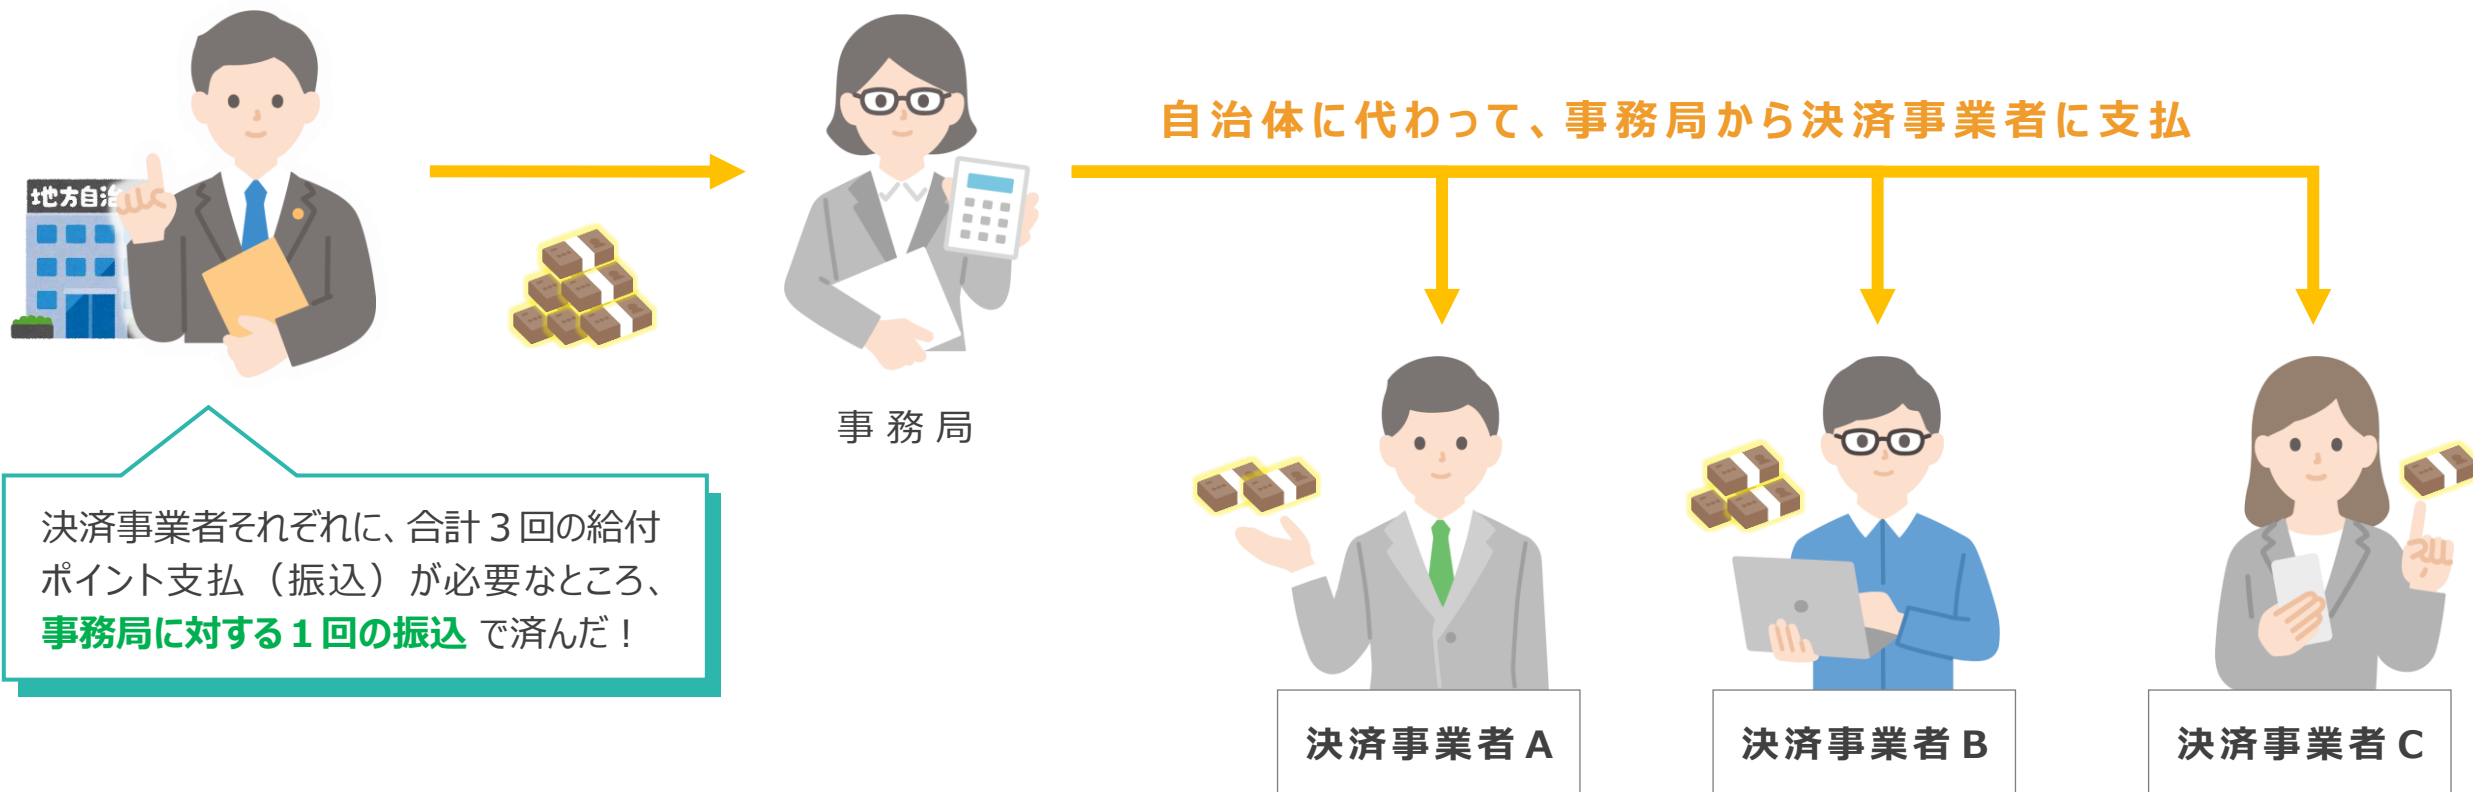 地方自治
自治体に代わって、事務局から決済事業者に支払
事務局
決済事業者それぞれに、合計３回の給付
ポイント支払（振込）が必要なところ、
事務局に対する１回の振込 で済んだ！
決済事業者A
決済事業者B
決済事業者C